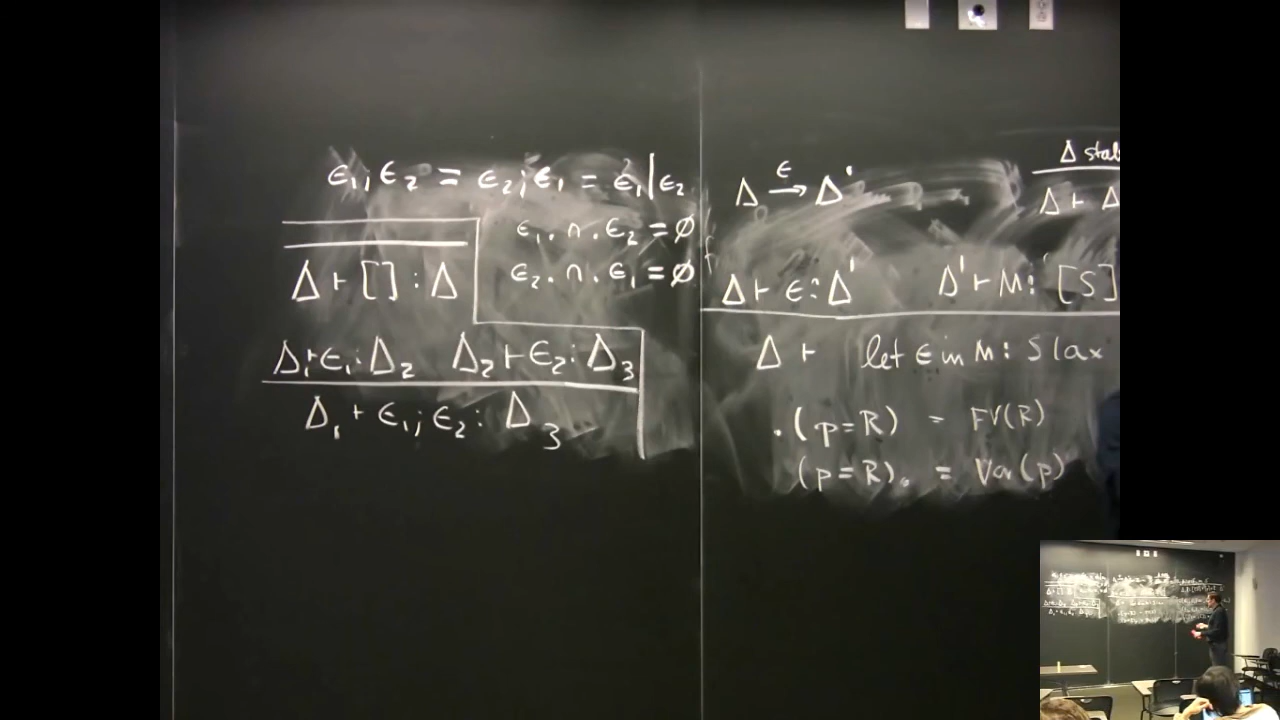 ϵ₁;ϵ₂ = ϵ₂;ϵ₁ = ϵ₁|ϵ₂
ϵ₁.∩.ϵ₂ = ∅
ϵ₂.∩.ϵ₁ = ∅
Δ ⊢ [] : Δ
Δ₁⊢ϵ₁:Δ₂ Δ₂⊢ϵ₂:Δ₃
Δ₁ ⊢ ϵ₁;ϵ₂ : Δ₃
Δ —ϵ→ Δ'
Δ ⊢ ϵ : Δ' Δ' ⊢ M : [S]
Δ ⊢ let ϵ in M : S lax
.(p=R) = FV(R)
(p=R). = Var(p)
Δ
Δ ⊢ Δ